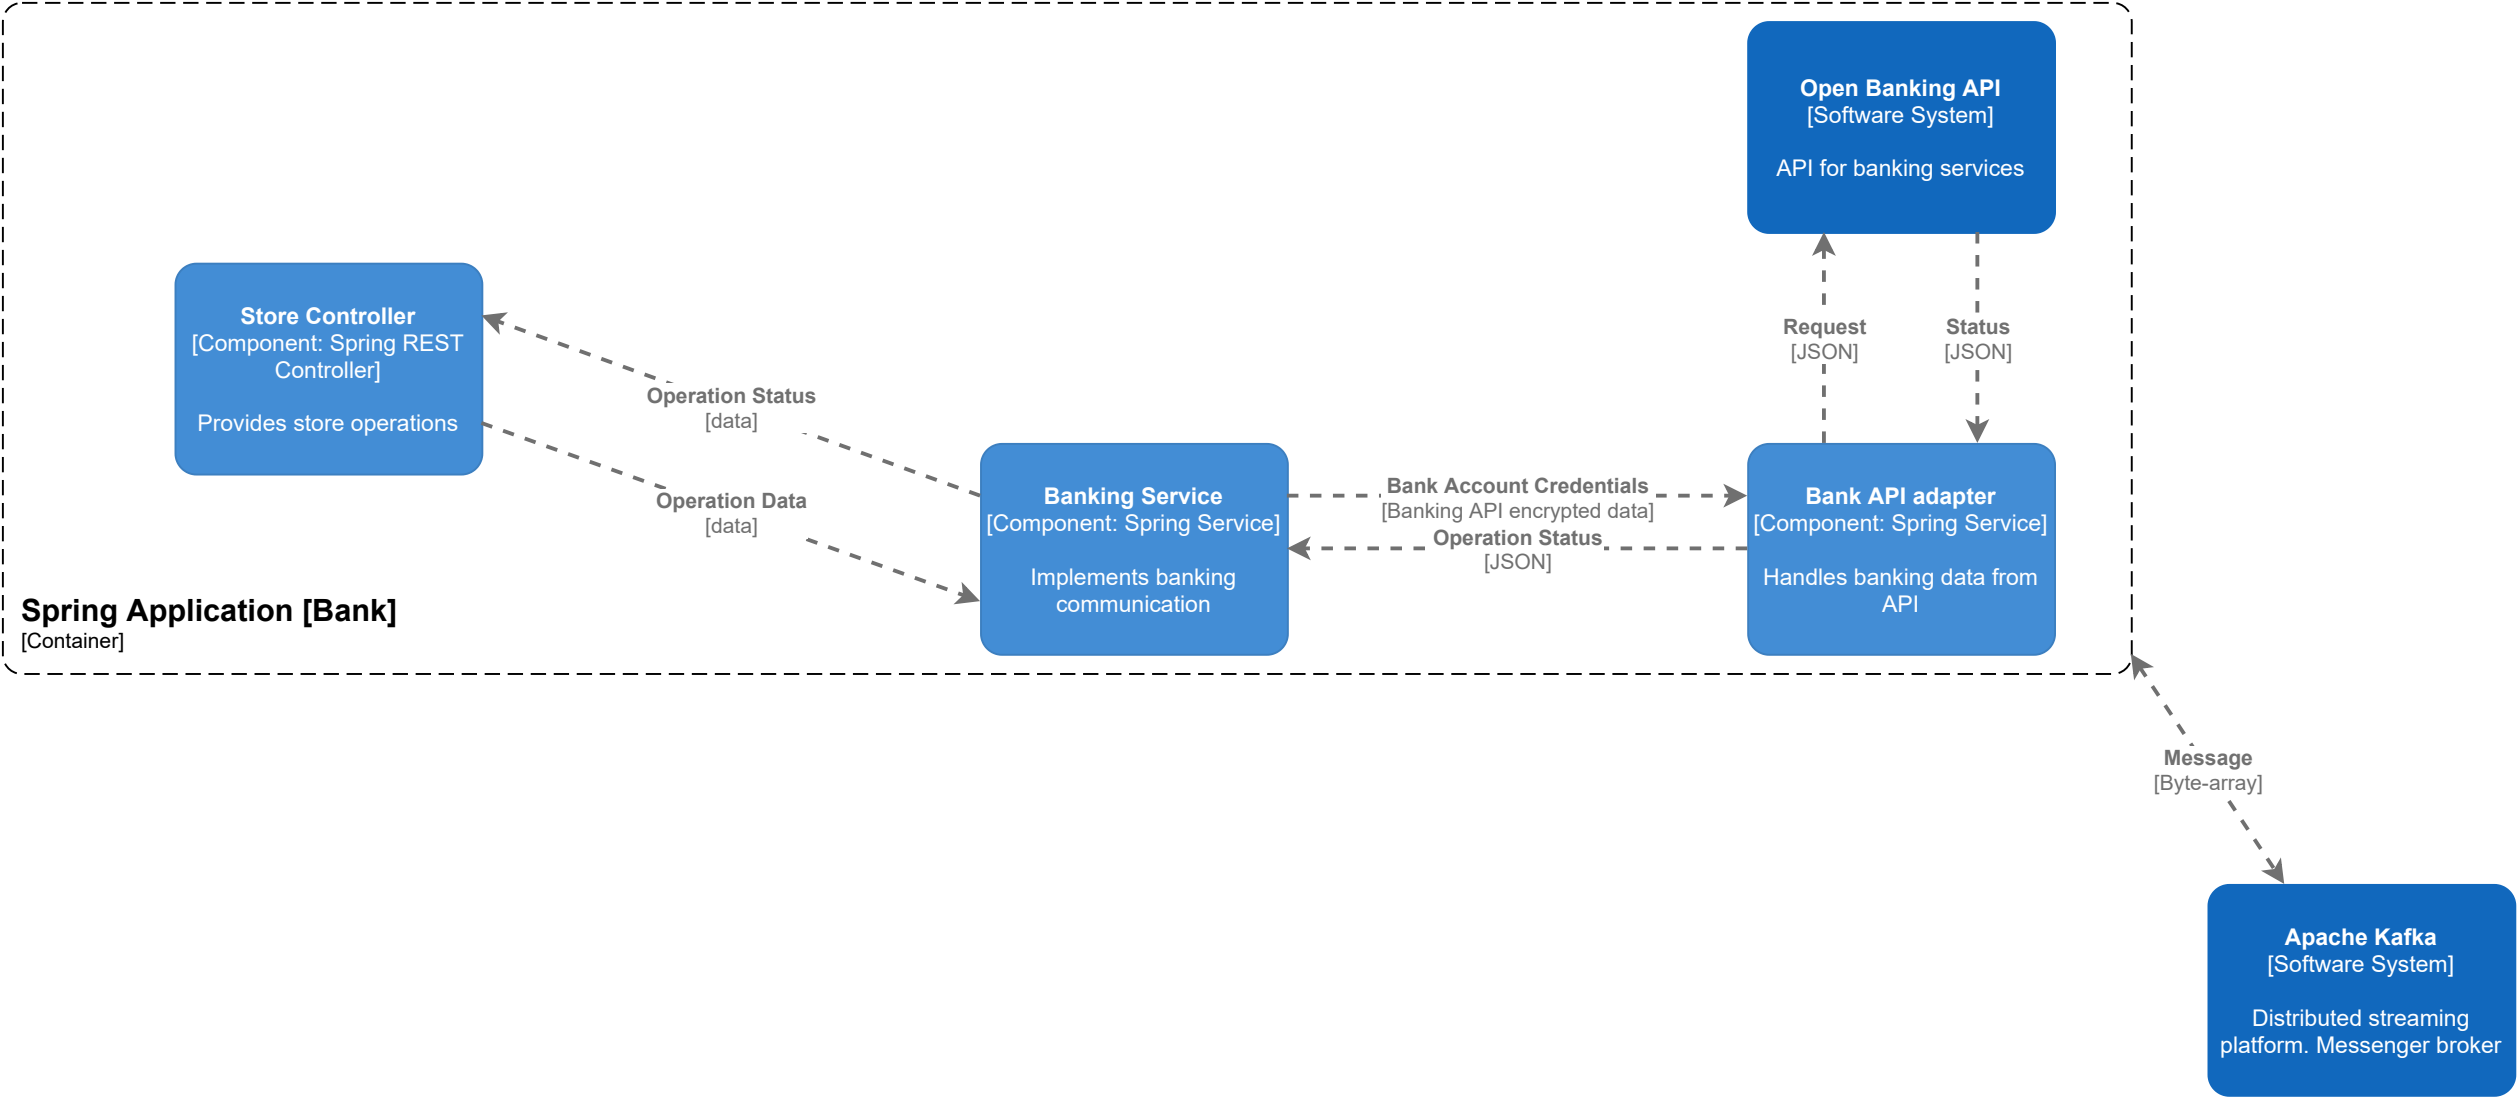 Open Banking API
[Software System]
API for banking services
Store Controller
[Component: Spring REST
Controller]
Provides store operations
Request
[JSON]
Status
[JSON]
Operation Status
[data]
Operation Data
[data]
Banking Service
[Component: Spring Service]
Implements banking
communication
Bank Account Credentials
[Banking API encrypted data]
Operation Status
[JSON]
Bank API adapter
[Component: Spring Service]
Handles banking data from
API
Spring Application [Bank]
[Container]
Message
[Byte-array]
Apache Kafka
[Software System]
Distributed streaming
platform. Messenger broker